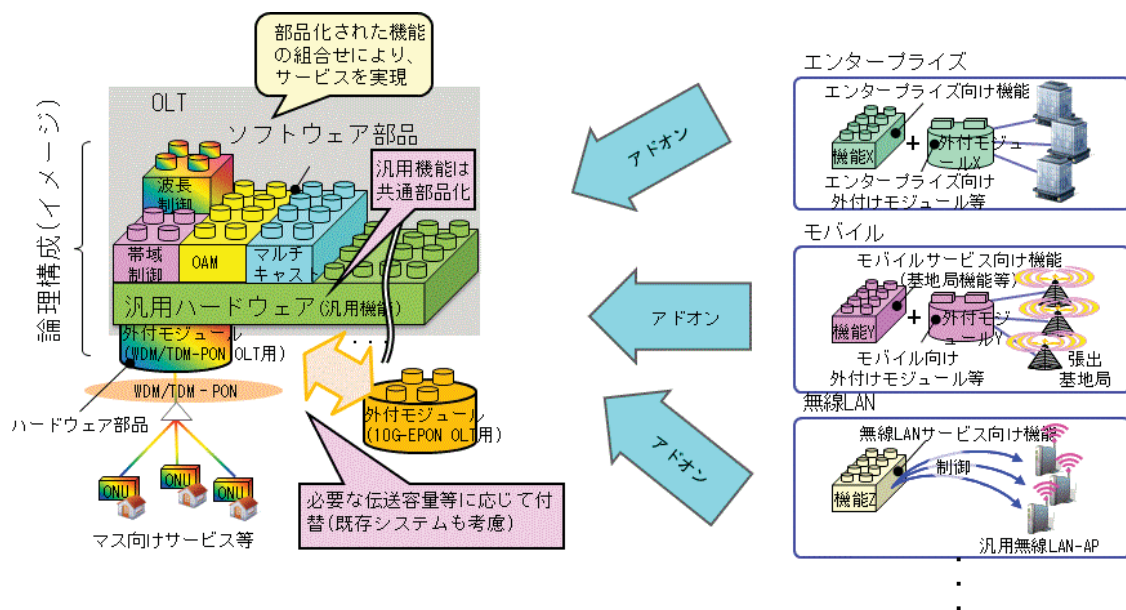 部品化された機能
の組合せにより、
サービスを実現
OLT
ソフトウェア部品
論理構成(イメージ)
汎用機能は
共通部品化
波長
制御
帯域
制御
OAM
マルチ
キャスト
汎用ハードウェア(汎用機能)
外付モジュール
(WDM/TDM-PON OLT用)
・・・
WDM/TDM-PON
ハードウェア部品
外付モジュール
(10G-EPON OLT用)
ONU
ONU
ONU
マス向けサービス等
必要な伝送容量等に応じて付
替(既存システムも考慮)
アドオン
アドオン
アドオン
エンタープライズ
エンタープライズ向け機能
機能X
+
外付モジュ
ールX
エンタープライズ向け
外付けモジュール等
モバイル
モバイルサービス向け機能
(基地局機能等)
機能Y
+
外付モジ
ュールY
モバイル向け
外付けモジュール等
張出
基地局
無線LAN
無線LANサービス向け機能
機能Z
制御
汎用無線LAN-AP
・
・
・